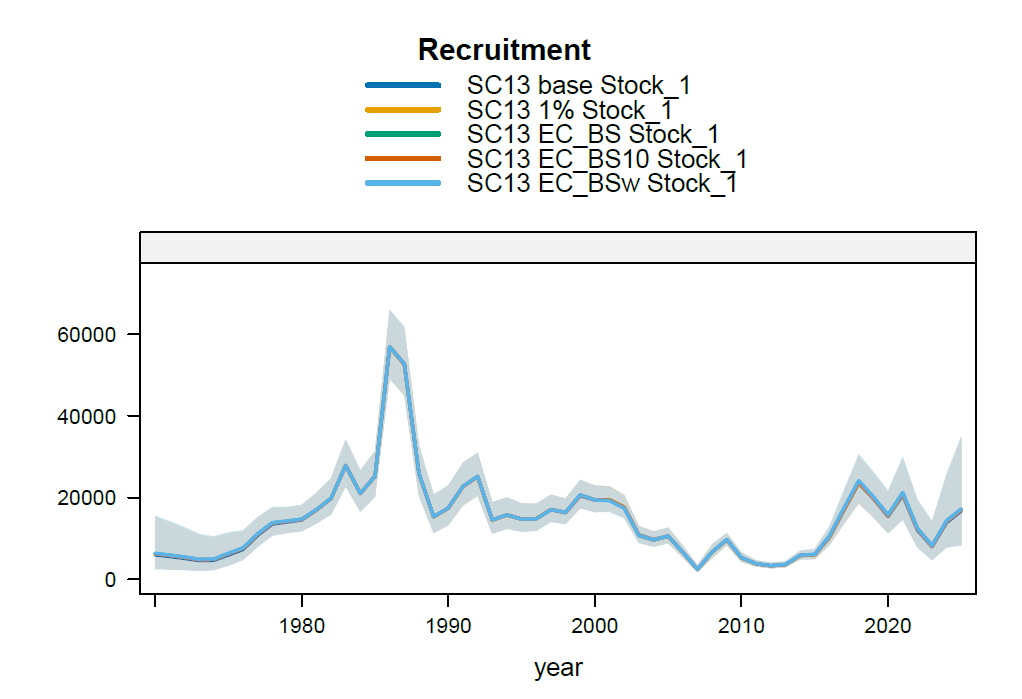 Recruitment
SC13 base Stock_1
SC13 1% Stock_1
SC13 EC_BS Stock_1
SC13 EC_BS10 Stock_1
SC13 EC_BSw Stock_1
60000
40000
20000
0
1980 1990 2000 2010 2020
year